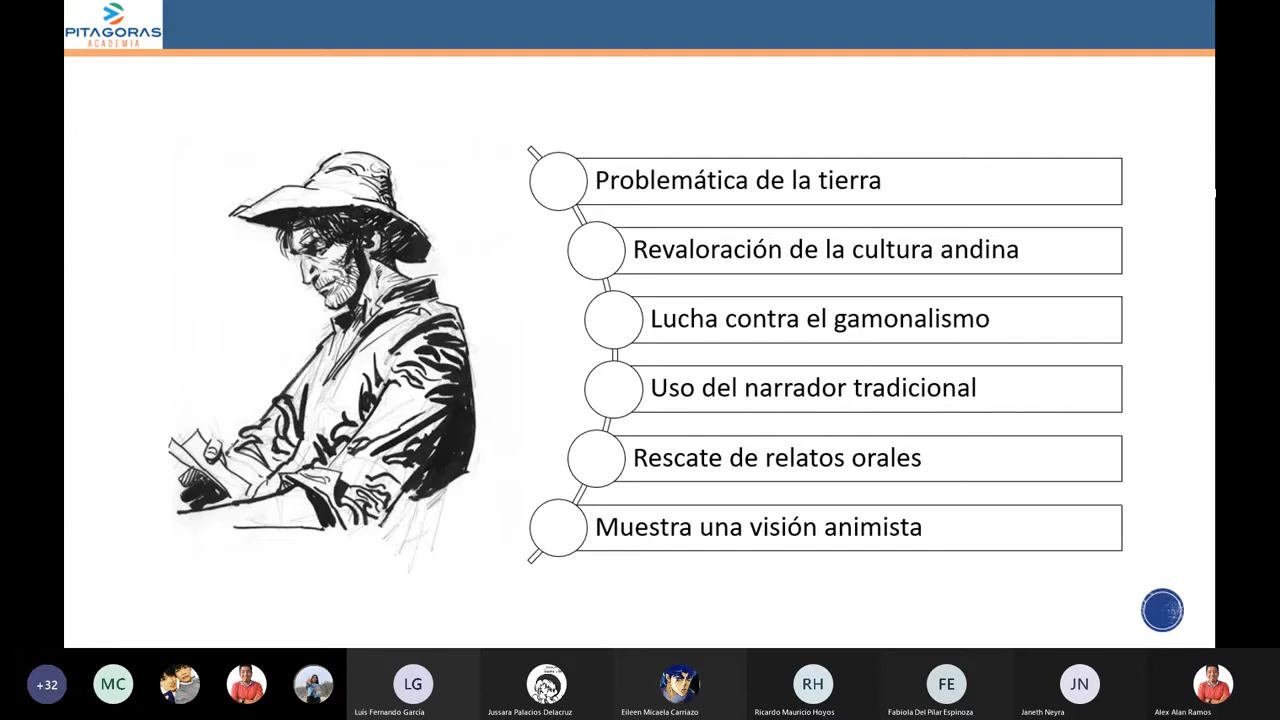 PITAGORAS
ACADEMIA
Problemática de la tierra
Revaloración de la cultura andina
Lucha contra el gamonalismo
Uso del narrador tradicional
Rescate de relatos orales
Muestra una visión animista
+32
MC
LG
RH
FE
JN
Luis Fernando García
Jussara Palacios Delacruz
Eileen Micaela Carriazo
Ricardo Mauricio Hoyos
Fabiola Del Pilar Espinoza
Janeth Neyra
Alex Alan Ramos